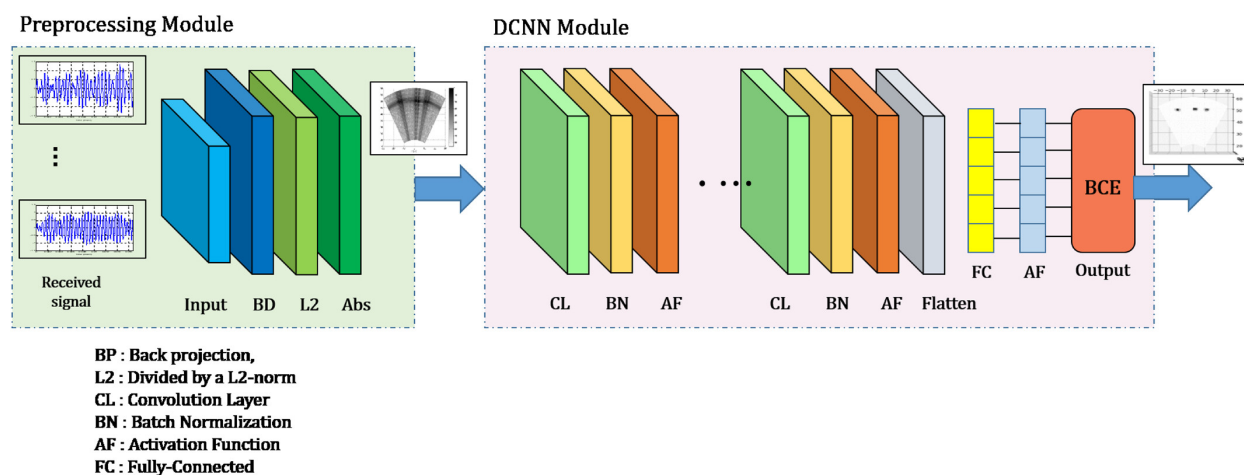 Preprocessing Module
DCNN Module
Received
signal
Input BD L2 Abs
CL BN AF
CL BN AF Flatten
FC AF Output
BCE
BP : Back projection,
L2 : Divided by a L2-norm
CL : Convolution Layer
BN : Batch Normalization
AF : Activation Function
FC : Fully-Connected